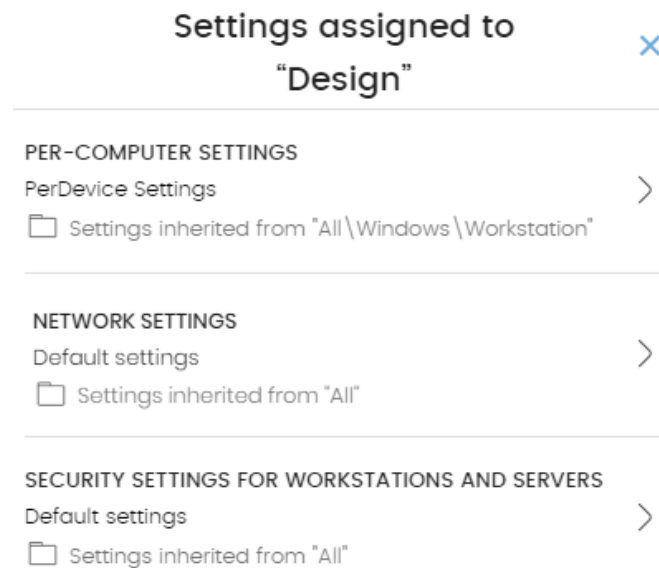 Settings assigned to
“Design”
PER-COMPUTER SETTINGS
PerDevice Settings
Settings inherited from "All\Windows\Workstation"
NETWORK SETTINGS
Default settings
Settings inherited from "All"
SECURITY SETTINGS FOR WORKSTATIONS AND SERVERS
Default settings
Settings inherited from "All"